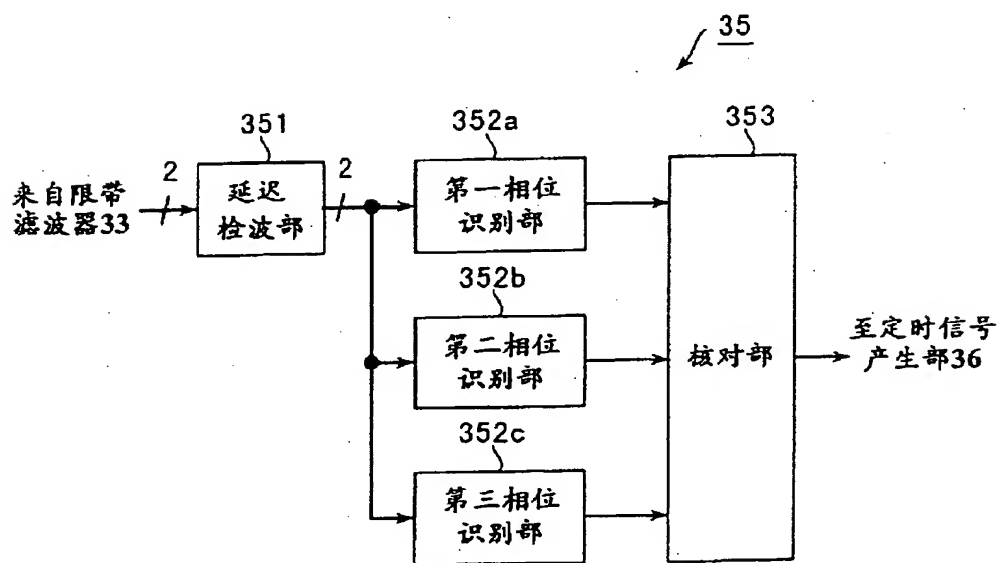 35
351
352a
353
2
2
来自限带
滤波器33
延迟
检波部
第一相位
识别部
352b
第二相位
识别部
核对部
至定时信号
产生部36
352c
第三相位
识别部